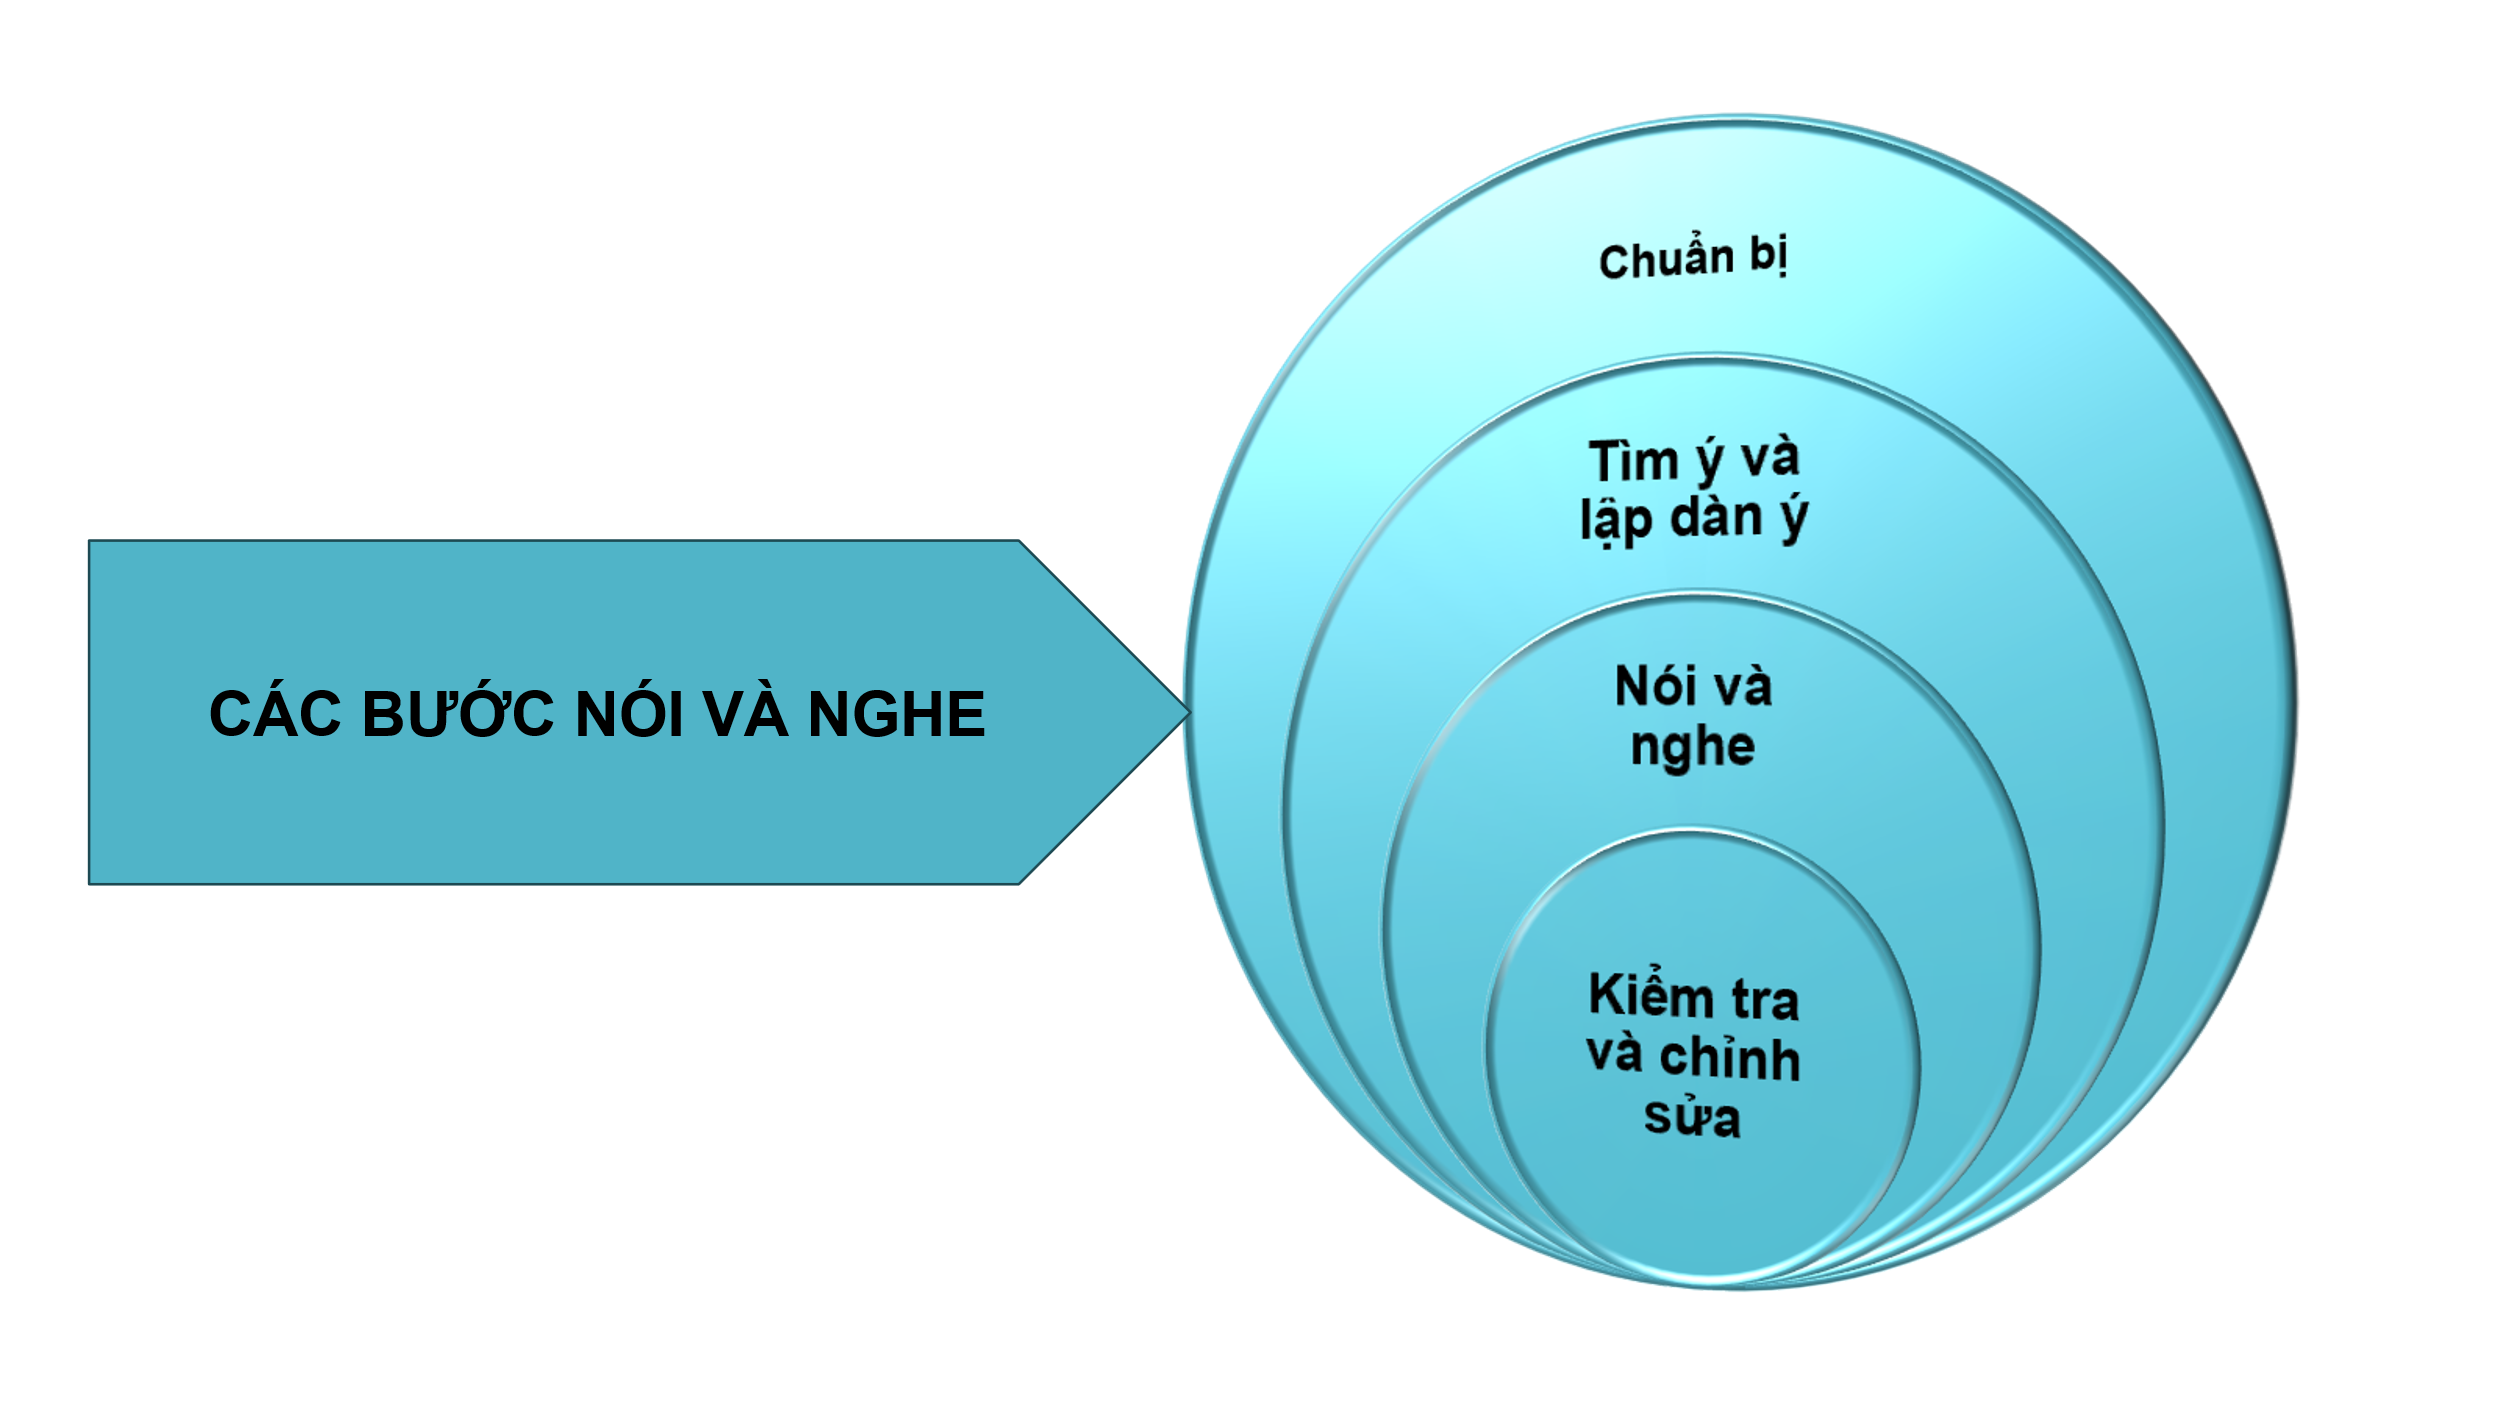 CÁC BƯỚC NÓI VÀ NGHE
Chuẩn bị
Tìm ý và
lập dàn ý
Nói và
nghe
Kiểm tra
và chỉnh
sửa